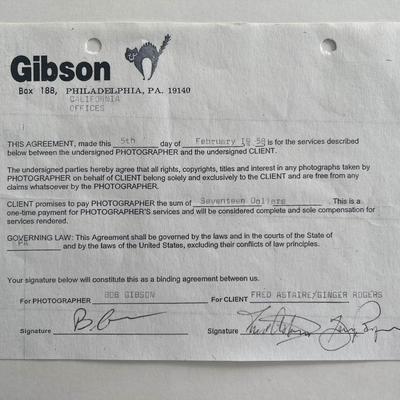 Gibson
Box 188, PHILADELPHIA, PA. 19140
CALIFORNIA
OFFICES
THIS AGREEMENT, made this 5th day of February 19 58 is for the services described
below between the undersigned PHOTOGRAPHER and the undersigned CLIENT.
The undersigned parties hereby agree that all rights, copyrights, titles and interest in any photographs taken by
PHOTOGRAPHER on behalf of CLIENT belong solely and exclusively to the CLIENT and are free from any
claims whatsoever by the PHOTOGRAPHER.
CLIENT promises to pay PHOTOGRAPHER the sum of Seventeen Dollars. This is a
one-time payment for PHOTOGRAPHER'S services and will be considered complete and sole compensation for
services rendered.
GOVERNING LAW: This Agreement shall be governed by the laws and in the courts of the State of
PA and by the laws of the United States, excluding their conflicts of law principles.
Your signature below will constitute this as a binding agreement between us.
For PHOTOGRAPHER BOB GIBSON For CLIENT FRED ASTAIRE/GINGER ROGERS
Signature Signature